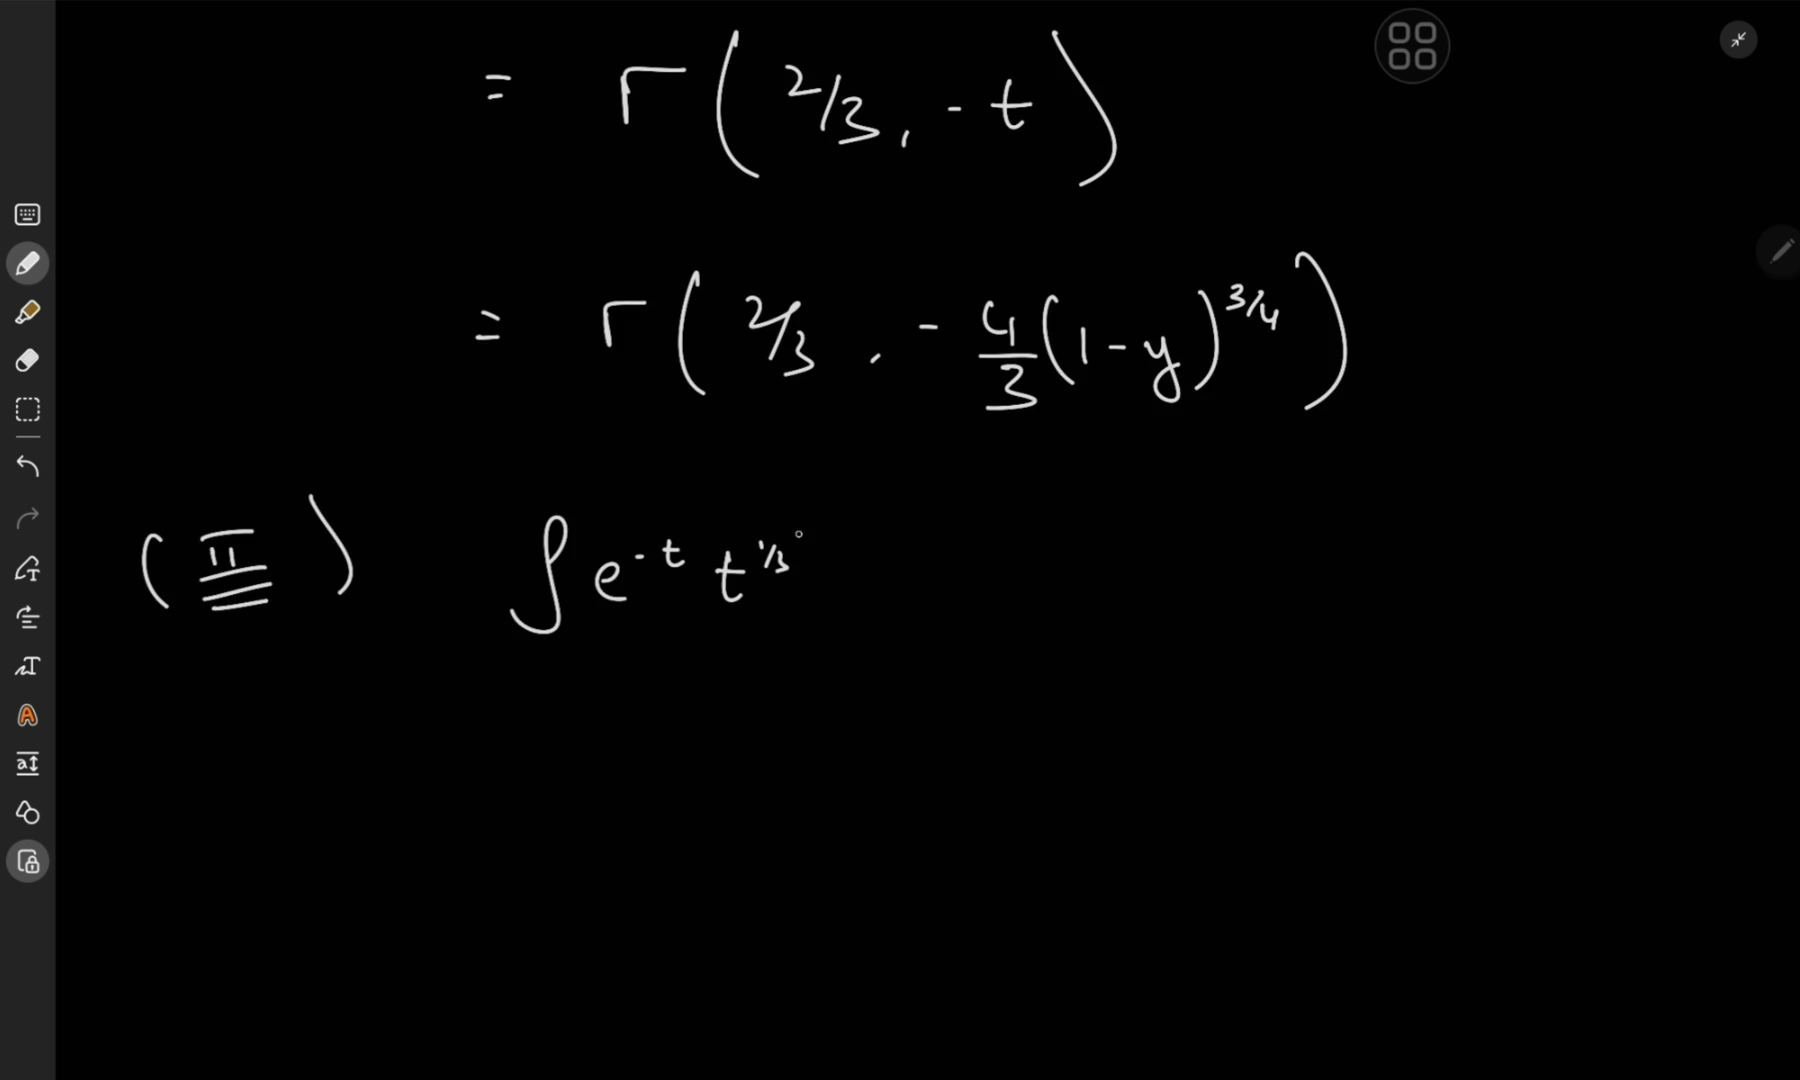 = Γ(2/3, -t)
= Γ(2/3, -4/3(1-y)^3/4)
(II) ∫e^-t t^1/3